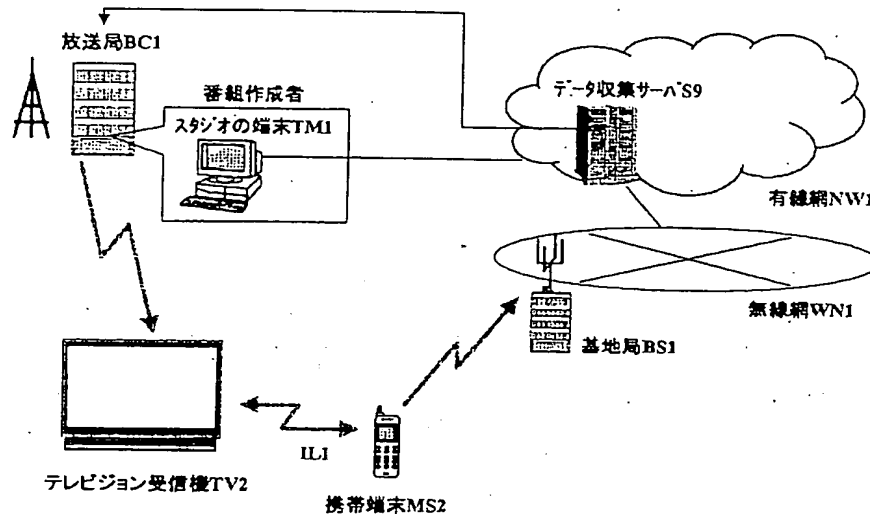 放送局BC1
番組作成者
スタジオの端末TM1
データ収集サーバS9
有線網NW1
無線網WN1
基地局BS1
IL1
テレビジョン受信機TV2
携帯端末MS2